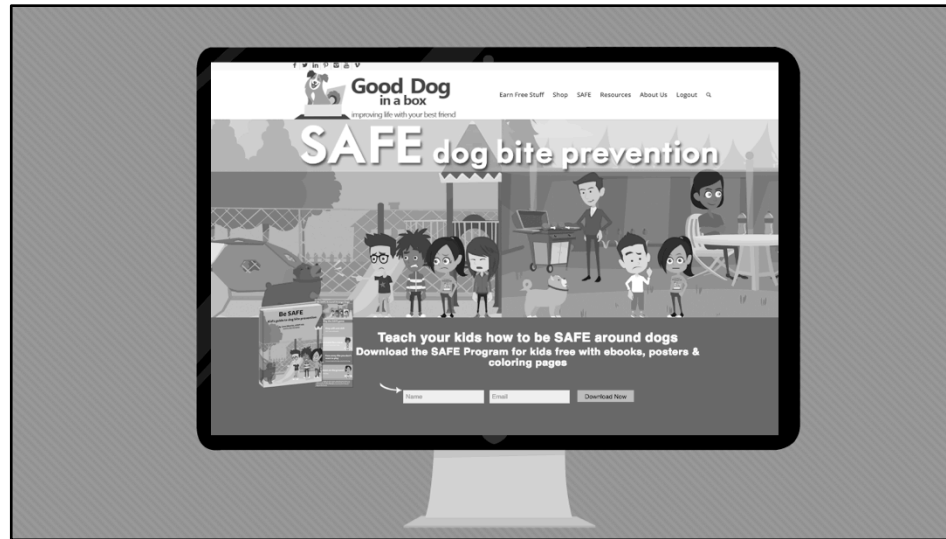 Good Dog
in a box
improving life with your best friend
Earn Free Stuff Shop SAFE Resources About Us Logout
SAFE dog bite prevention
Be SAFE
Teach your kids how to be SAFE around dogs
Download the SAFE Program for kids free with ebooks, posters &
coloring pages
Name Email Download Now